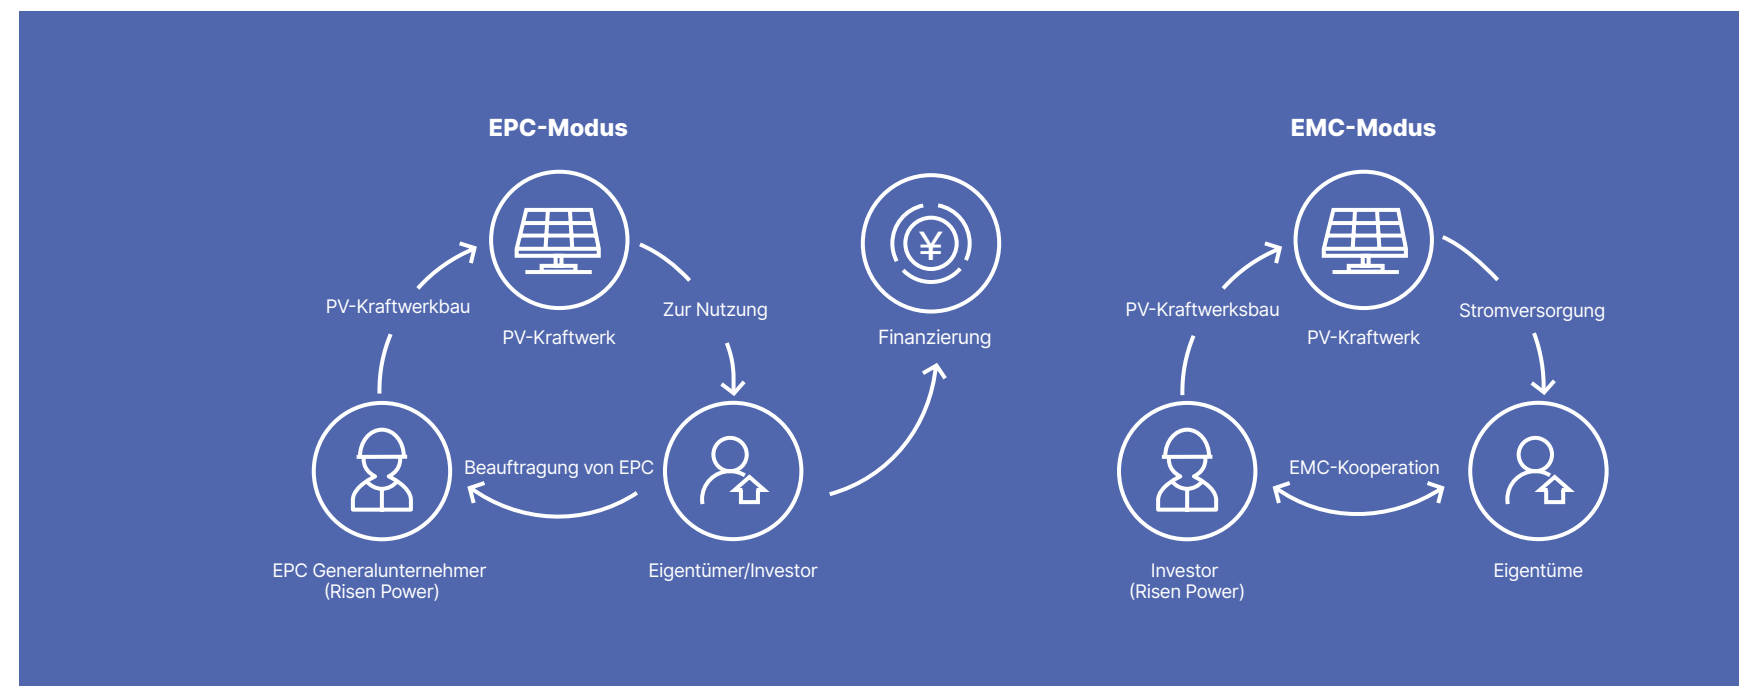 EPC-Modus
PV-Kraftwerkbau
PV-Kraftwerk
Zur Nutzung
¥
Finanzierung
Beauftragung von EPC
EPC Generalunternehmer
(Risen Power)
Eigentümer/Investor
EMC-Modus
PV-Kraftwerksbau
PV-Kraftwerk
Stromversorgung
EMC-Kooperation
Investor
(Risen Power)
Eigentüme